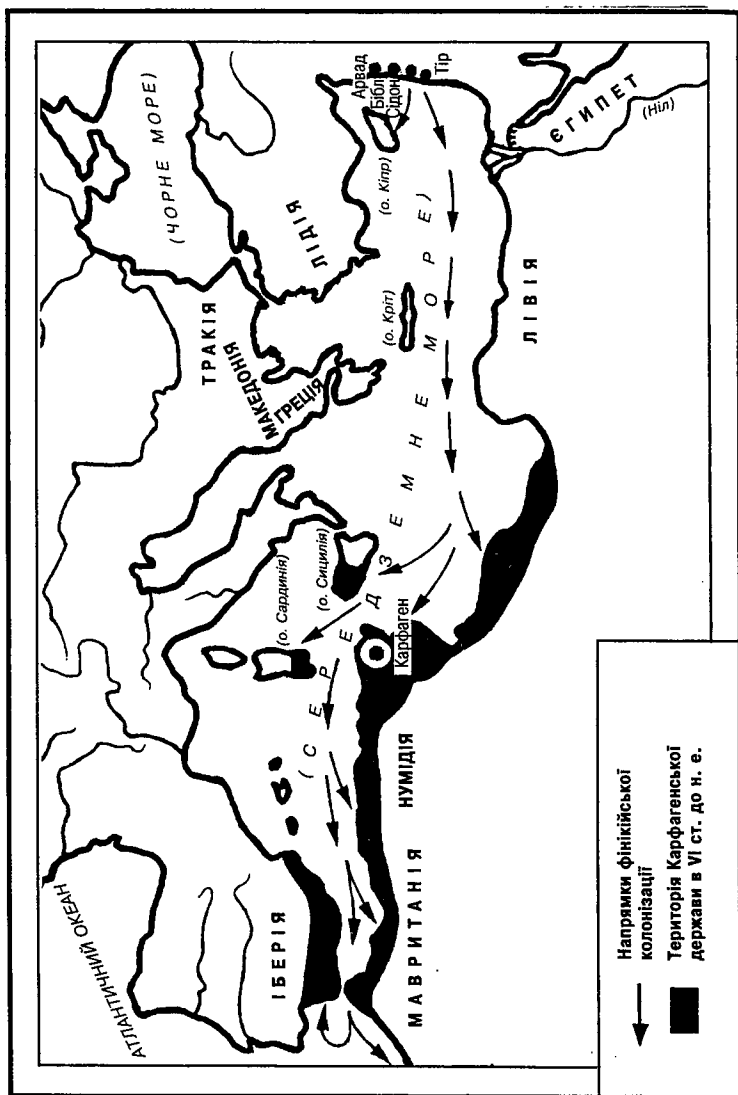 АТЛАНТИЧНИЙ ОКЕАН
ІБЕРІЯ
МАВРИТАНІЯ
НУМІДІЯ
Карфаген
(о. Сардинія)
(о. Сицилія)
(СЕРЕДЗЕМНЕ МОРЕ)
ТРАКІЯ
МАКЕДОНІЯ
ГРЕЦІЯ
(о. Кріт)
(ЧОРНЕ МОРЕ)
ЛІДІЯ
(о. Кіпр)
Арвад
Бібл
Сідон
Тір
ЛІВІЯ
ЄГИПЕТ
(Ніл)
Напрямки фінікійської
колонізації
Територія Карфагенської
держави в VI ст. до н. е.